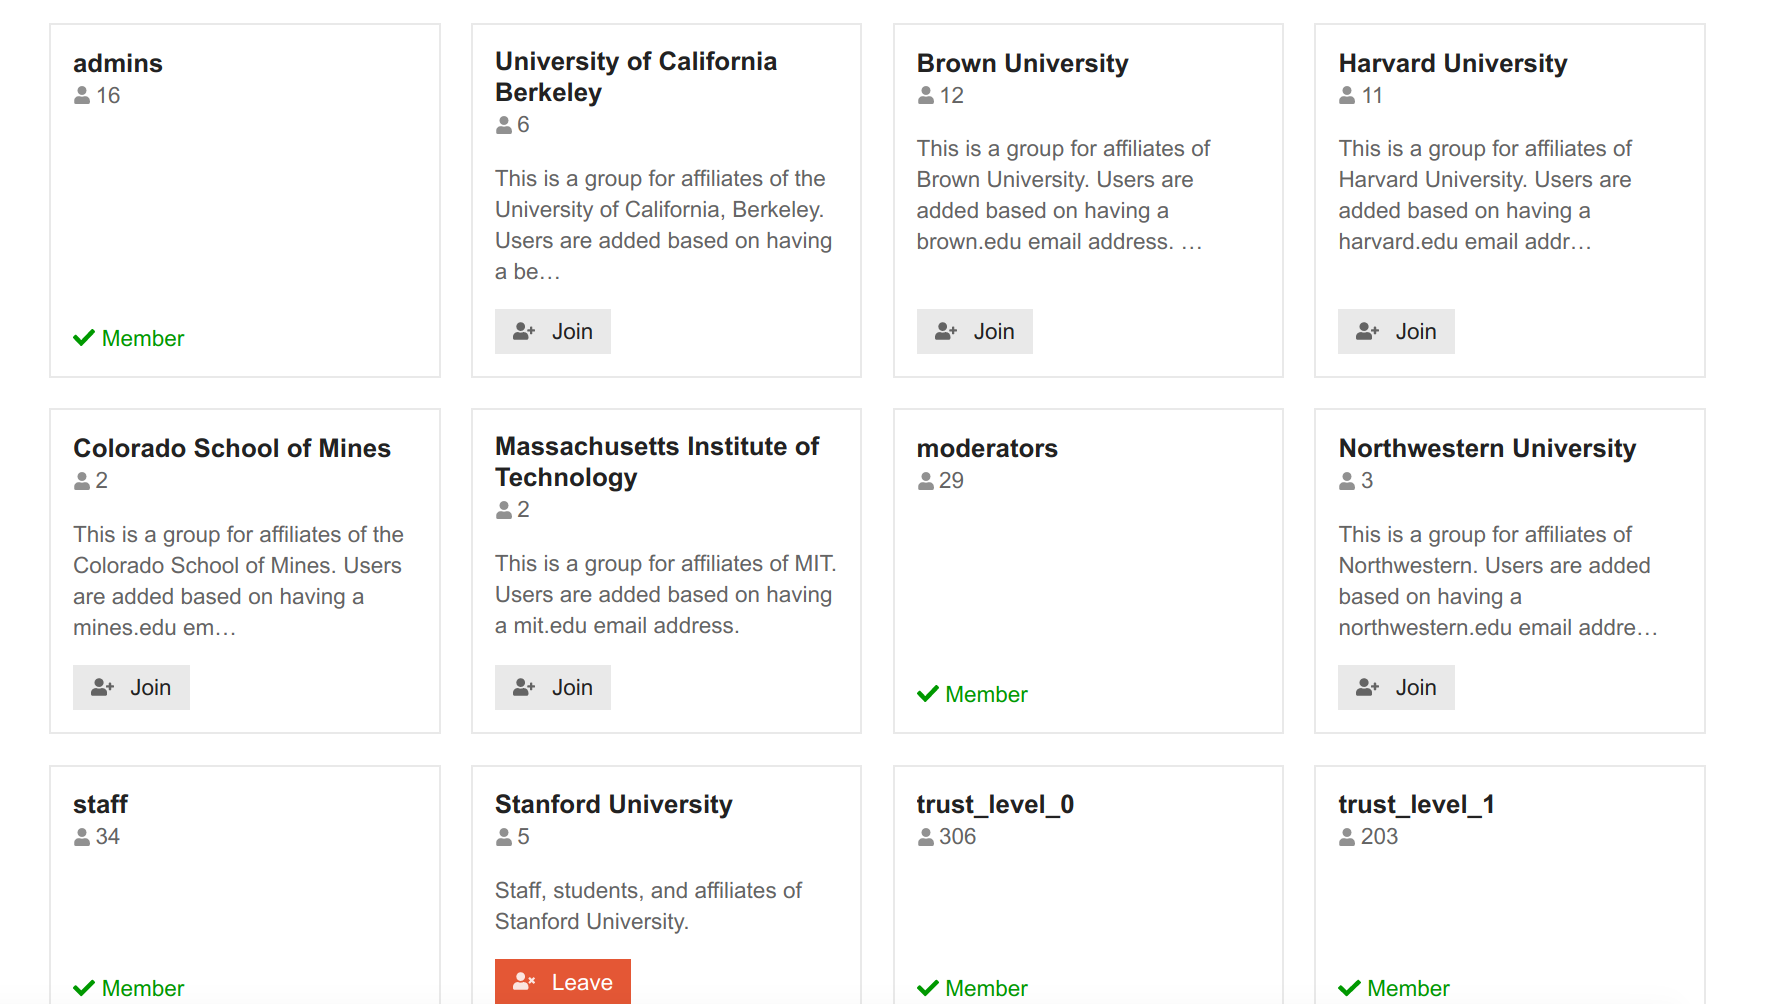 admins
16
Member
University of California
Berkeley
6
This is a group for affiliates of the
University of California, Berkeley.
Users are added based on having
a be…
Join
Brown University
12
This is a group for affiliates of
Brown University. Users are
added based on having a
brown.edu email address. …
Join
Harvard University
11
This is a group for affiliates of
Harvard University. Users are
added based on having a
harvard.edu email addr…
Join
Colorado School of Mines
2
This is a group for affiliates of the
Colorado School of Mines. Users
are added based on having a
mines.edu em…
Join
Massachusetts Institute of
Technology
2
This is a group for affiliates of MIT.
Users are added based on having
a mit.edu email address.
Join
moderators
29
Member
Northwestern University
3
This is a group for affiliates of
Northwestern. Users are added
based on having a
northwestern.edu email addre…
Join
staff
34
Member
Stanford University
5
Staff, students, and affiliates of
Stanford University.
Leave
trust_level_0
306
Member
trust_level_1
203
Member